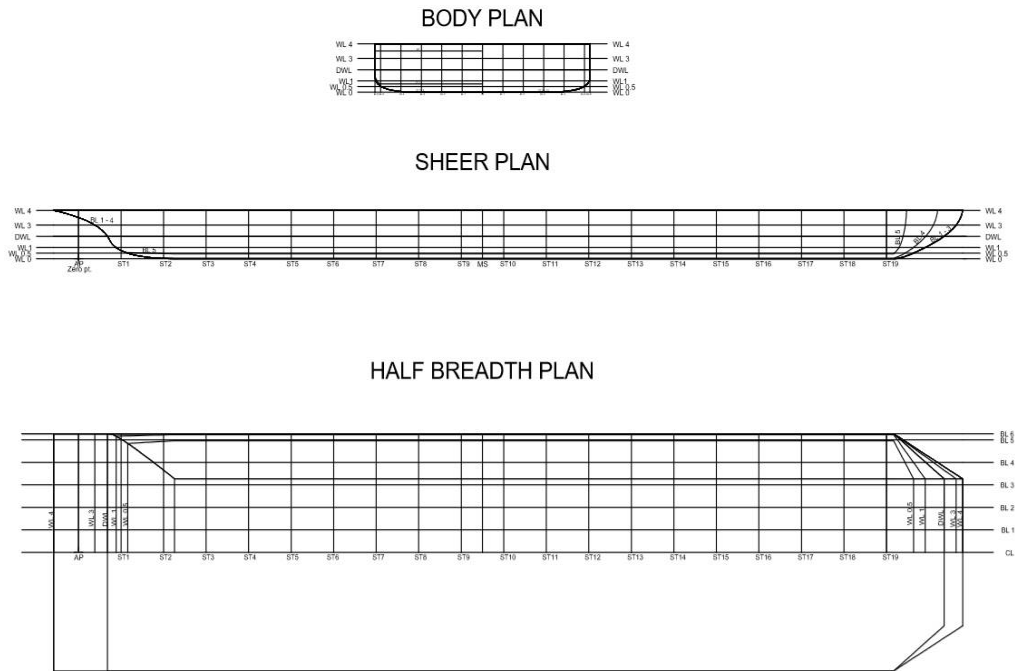 BODY PLAN
WL 4 WL 4
WL 3 WL 3
DWL DWL
WL1 WL1
WL 0.5 WL 0.5
WL 0 WL 0
SHEER PLAN
WL 4 BL 1 - 4 WL 4
WL 3 BL 5 BL 4 BL 1 - 3 WL 3
DWL DWL
WL1 BL 5 WL1
WL 0.5 WL 0.5
WL 0 WL 0
AP ST1 ST2 ST3 ST4 ST5 ST6 ST7 ST8 ST9 MS ST10 ST11 ST12 ST13 ST14 ST15 ST16 ST17 ST18 ST19
Zero pt.
HALF BREADTH PLAN
BL 6
BL 5
BL 4
BL 3
WL 4 WL 3 DWL WL 1 WL 0.5 WL 0.5 WL 1 DWL WL 3 WL 4
BL 2
BL 1
AP ST1 ST2 ST3 ST4 ST5 ST6 ST7 ST8 ST9 ST10 ST11 ST12 ST13 ST14 ST15 ST16 ST17 ST18 ST19 CL